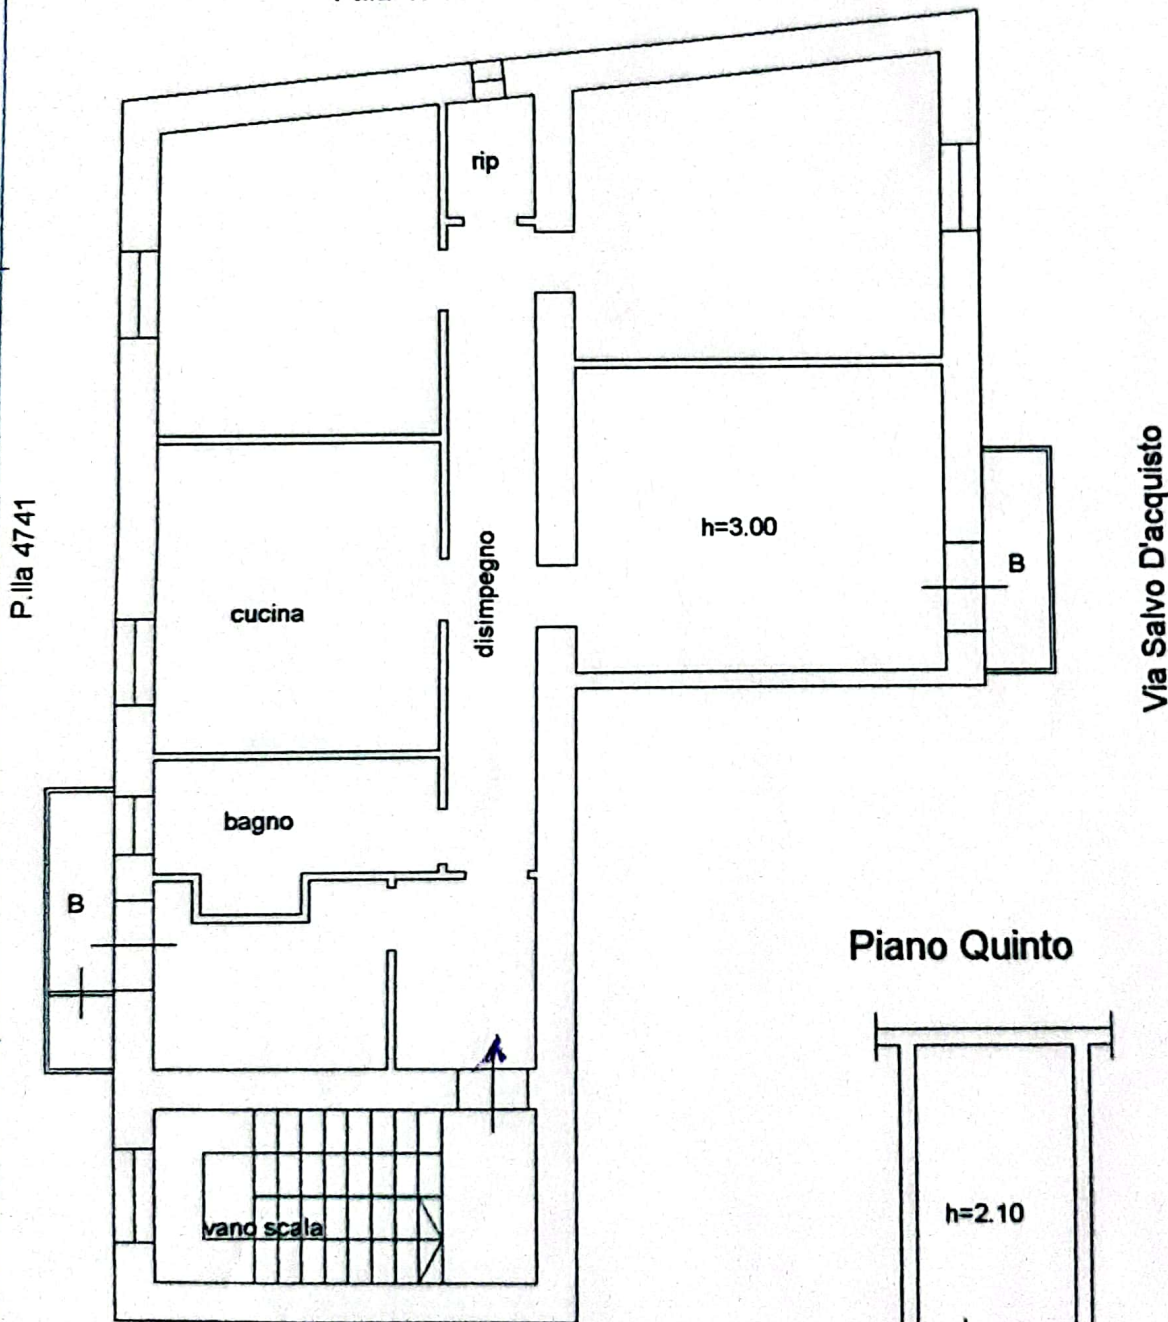 rip
P.lla 4741
cucina
disimpegno
h=3.00
B
Via Salvo D'acquisto
bagno
B
Piano Quinto
vano scala
h=2.10